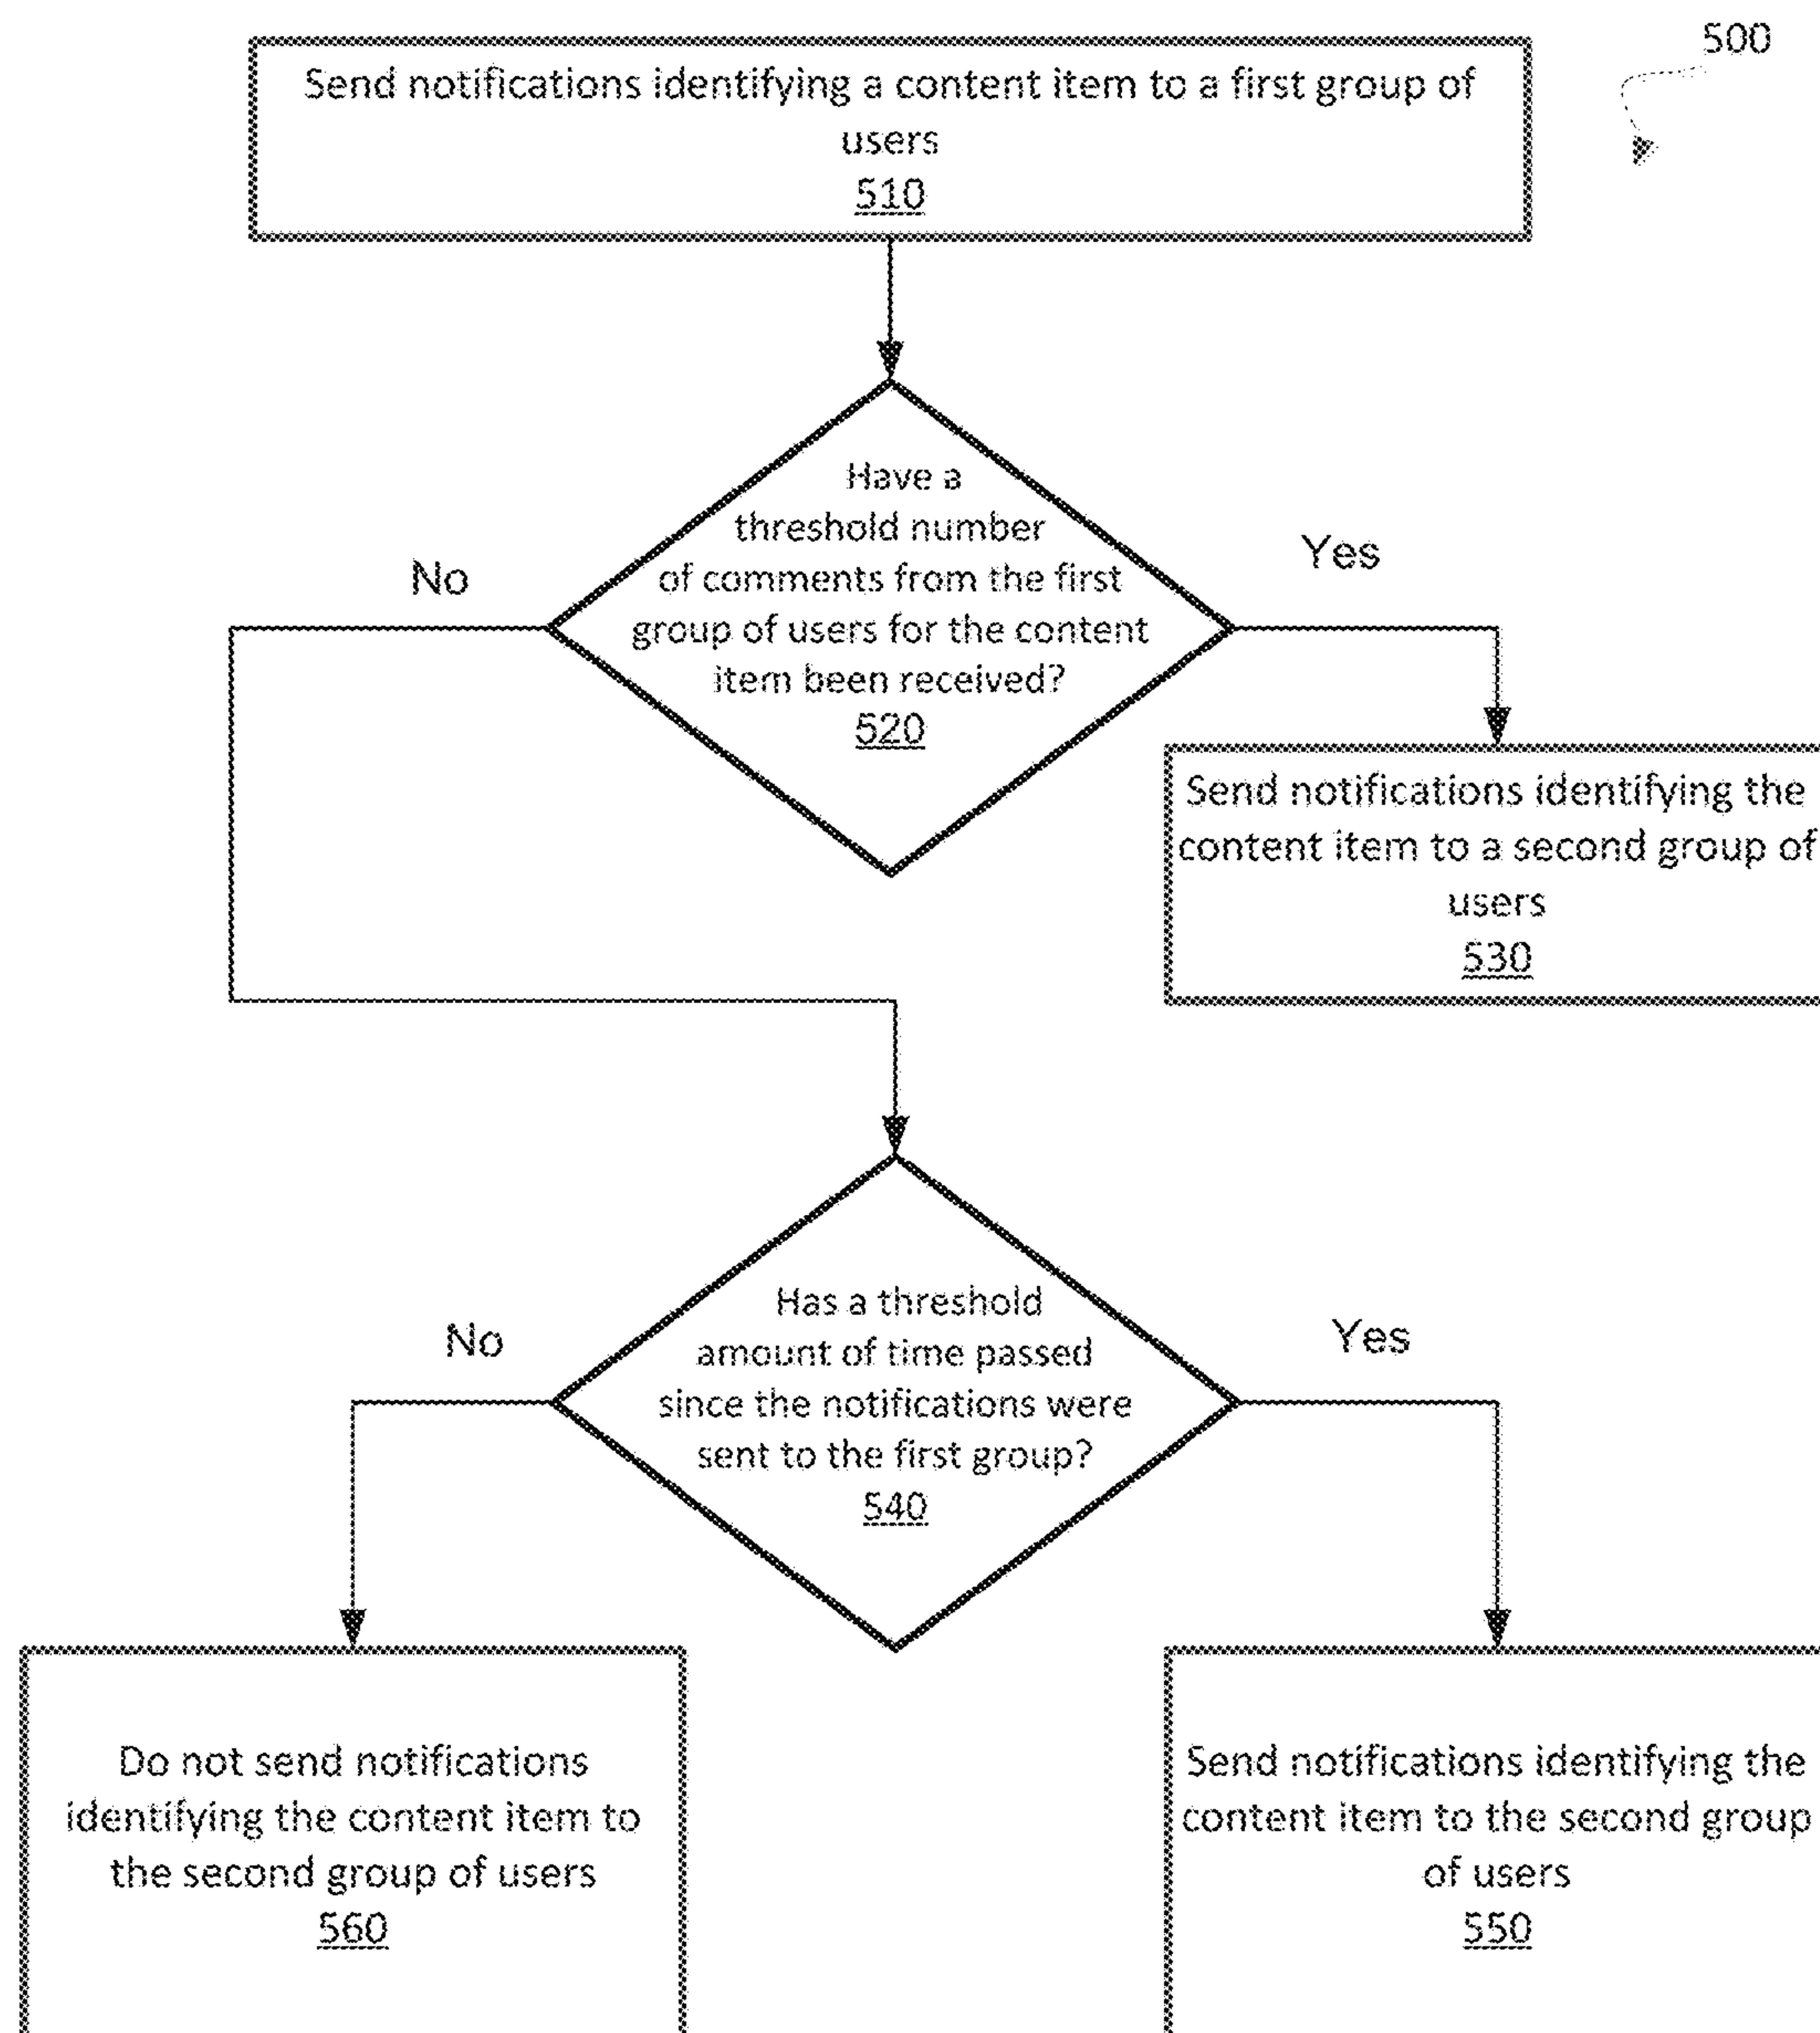 500
Send notifications identifying a content item to a first group of
users
510
Have a
threshold number
of comments from the first
group of users for the content
item been received?
520
No
Yes
Send notifications identifying the
content item to a second group of
users
530
Has a threshold
amount of time passed
since the notifications were
sent to the first group?
540
No
Yes
Do not send notifications
identifying the content item to
the second group of users
560
Send notifications identifying the
content item to the second group
of users
550